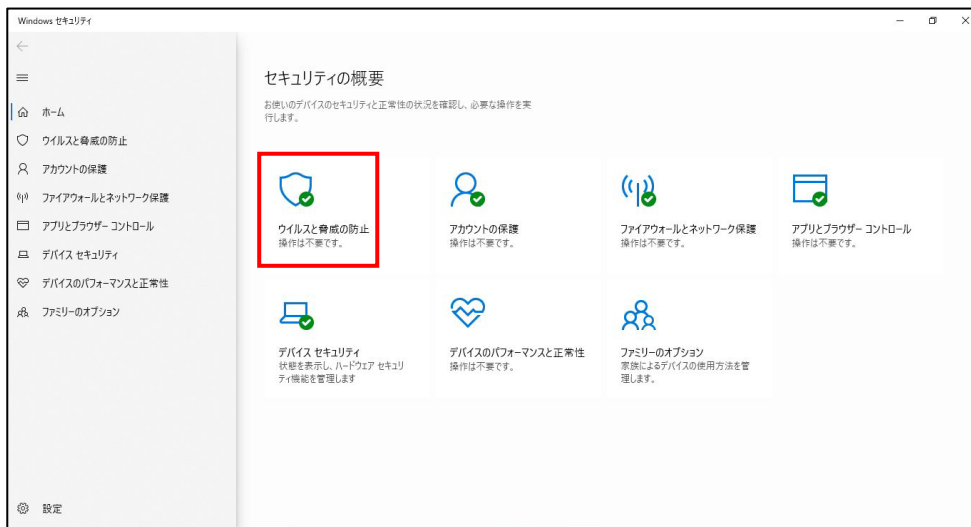 Windows セキュリティ
ホーム
ウイルスと脅威の防止
アカウントの保護
ファイアウォールとネットワーク保護
アプリとブラウザー コントロール
デバイス セキュリティ
デバイスのパフォーマンスと正常性
ファミリーのオプション
設定
セキュリティの概要
お使いのデバイスのセキュリティと正常性の状況を確認し、必要な操作を実
行します。
ウイルスと脅威の防止
操作は不要です。
アカウントの保護
操作は不要です。
ファイアウォールとネットワーク保護
操作は不要です。
アプリとブラウザー コントロール
操作は不要です。
デバイス セキュリティ
状態を表示し、ハードウェア セキュリ
ティ機能を管理します
デバイスのパフォーマンスと正常性
操作は不要です。
ファミリーのオプション
家族によるデバイスの使用方法を管
理します。